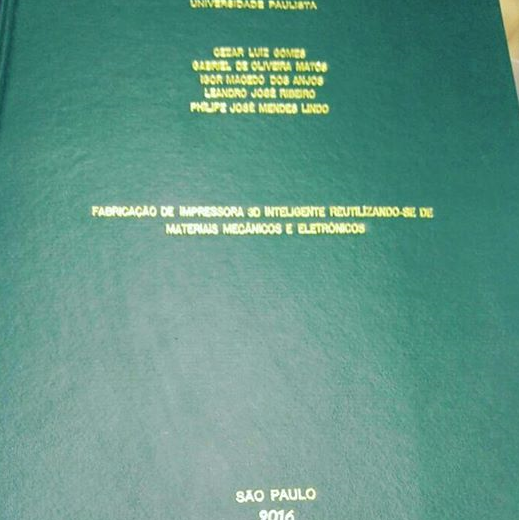 UNIVERSIDADE PAULISTA
CEZAR LUIZ GOMES
GABRIEL DE OLIVEIRA MATOS
IGOR MACEDO DOS ANJOS
LEANDRO JOSÉ RIBEIRO
PHILIPE JOSÉ MENDES LINDO
FABRICAÇÃO DE IMPRESSORA 3D INTELIGENTE REUTILIZANDO-SE DE
MATERIAIS MECÂNICOS E ELETRÔNICOS
SÃO PAULO
2016